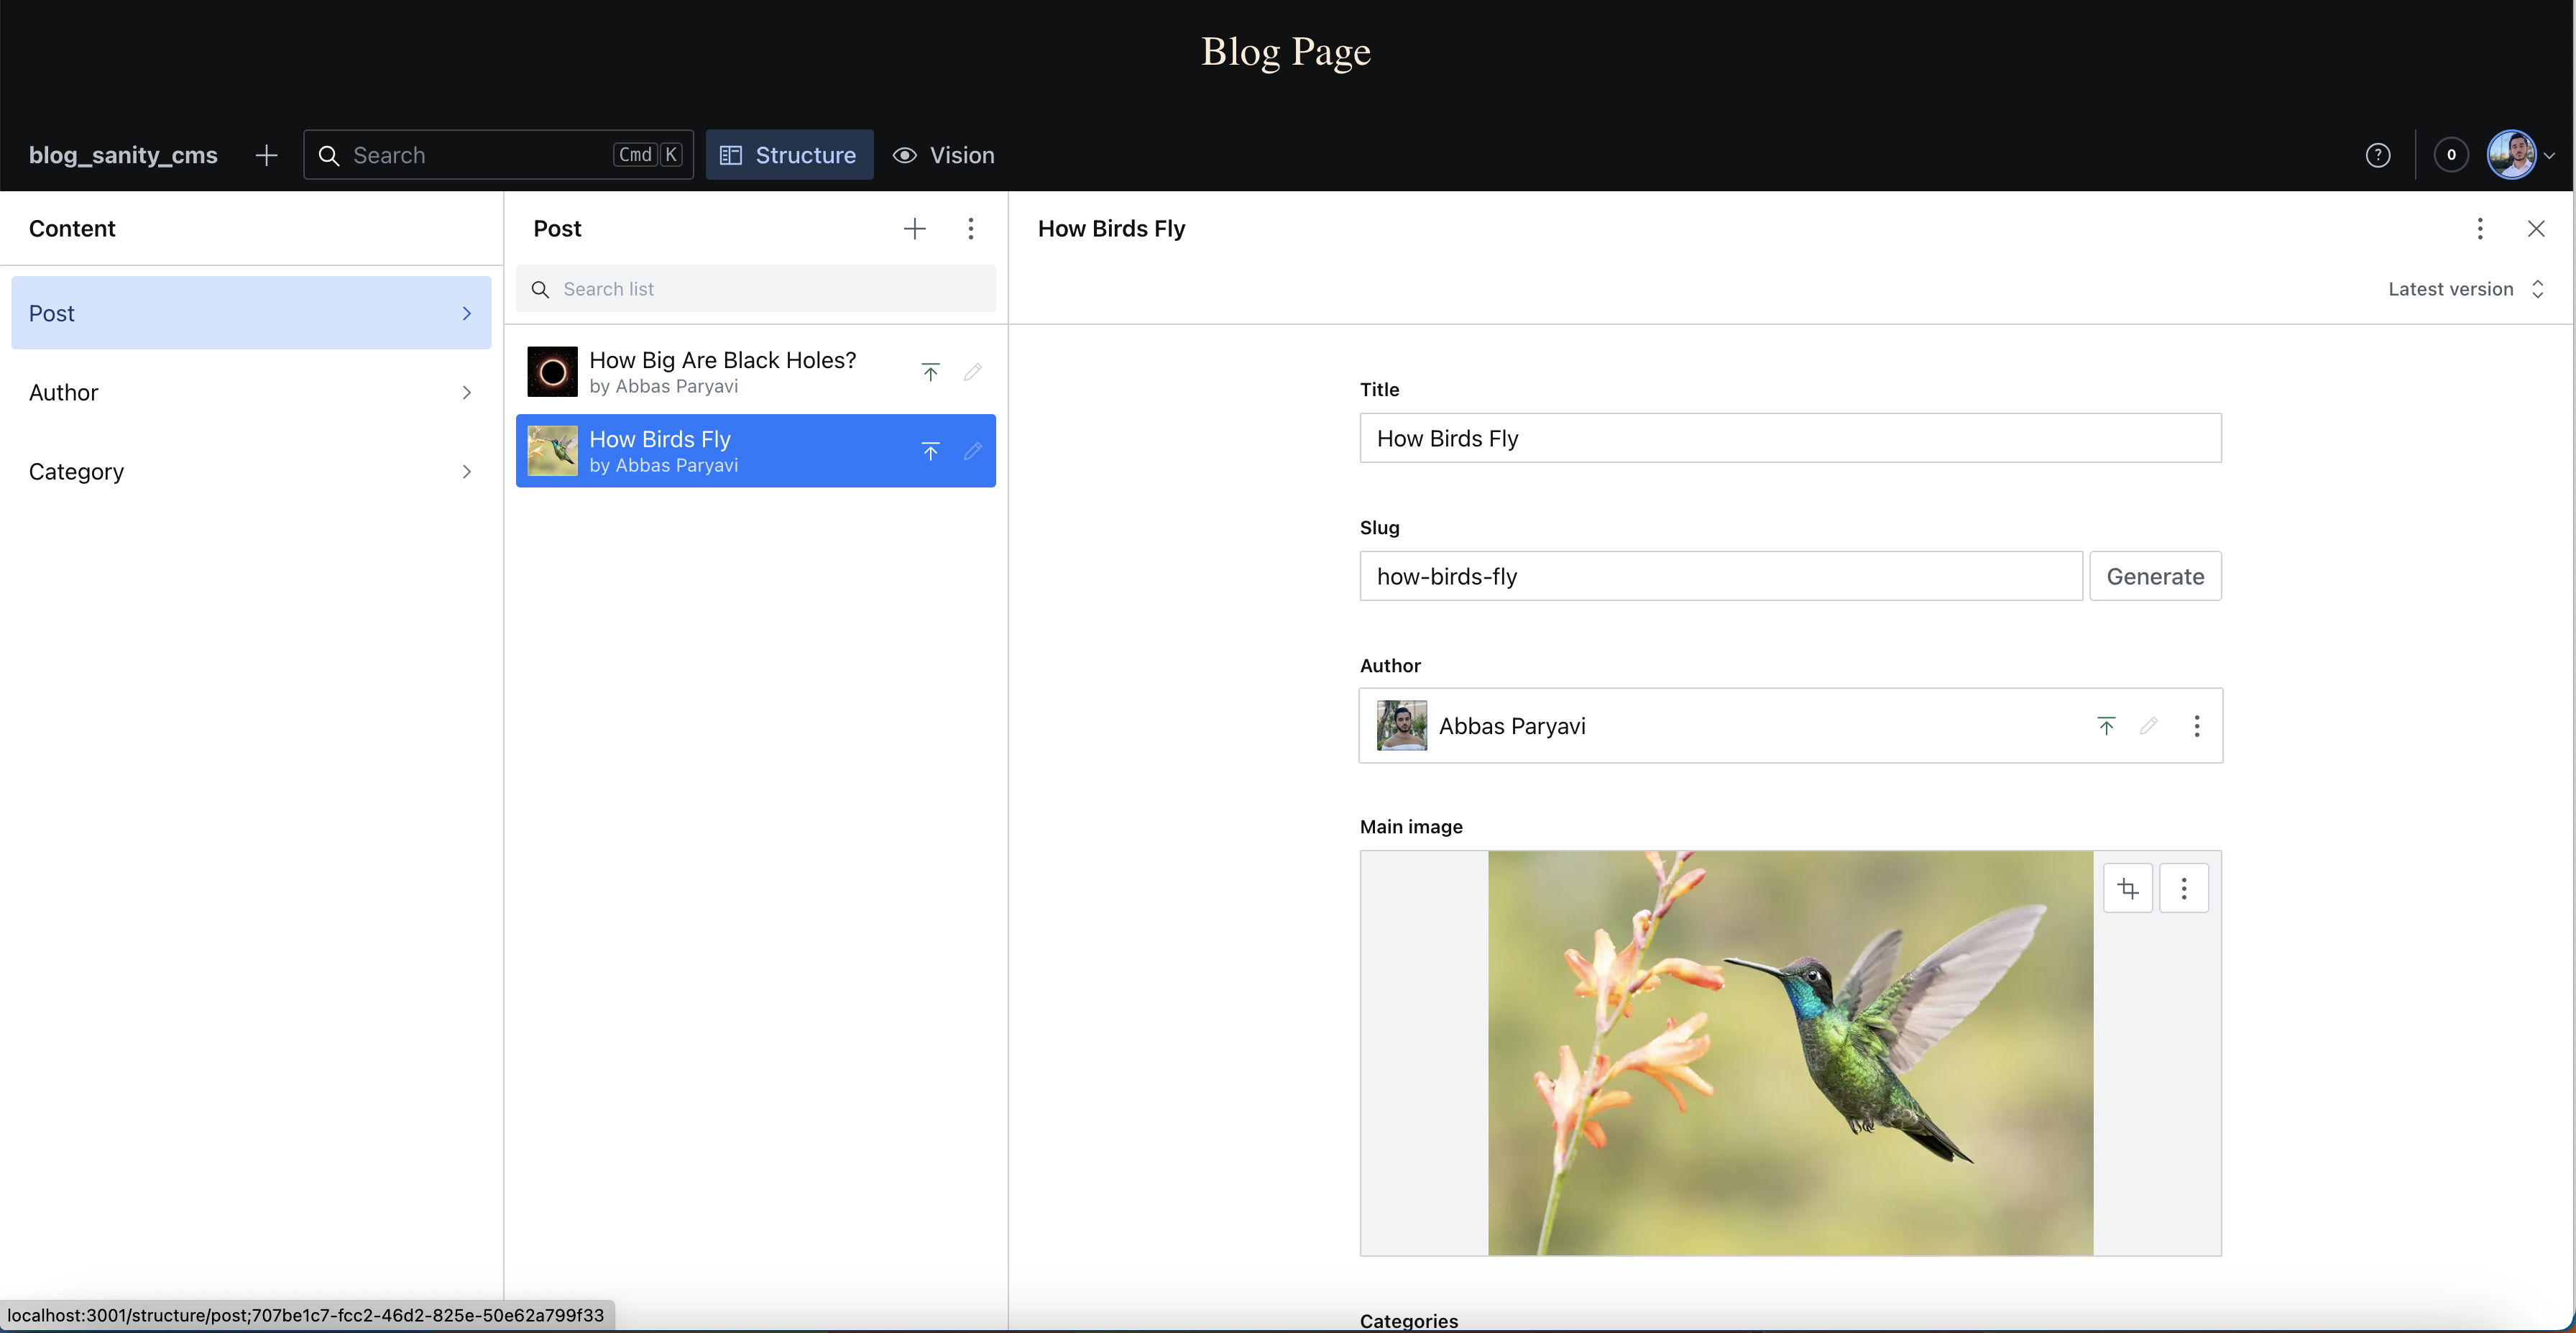 Blog Page
blog_sanity_cms
Search
Cmd K
Structure
Vision
0
Content
Post
Author
Category
Post
Search list
How Big Are Black Holes?
by Abbas Paryavi
How Birds Fly
by Abbas Paryavi
How Birds Fly
Latest version
Title
How Birds Fly
Slug
how-birds-fly
Generate
Author
Abbas Paryavi
Main image
Categories
localhost:3001/structure/post;707be1c7-fcc2-46d2-825e-50e62a799f33